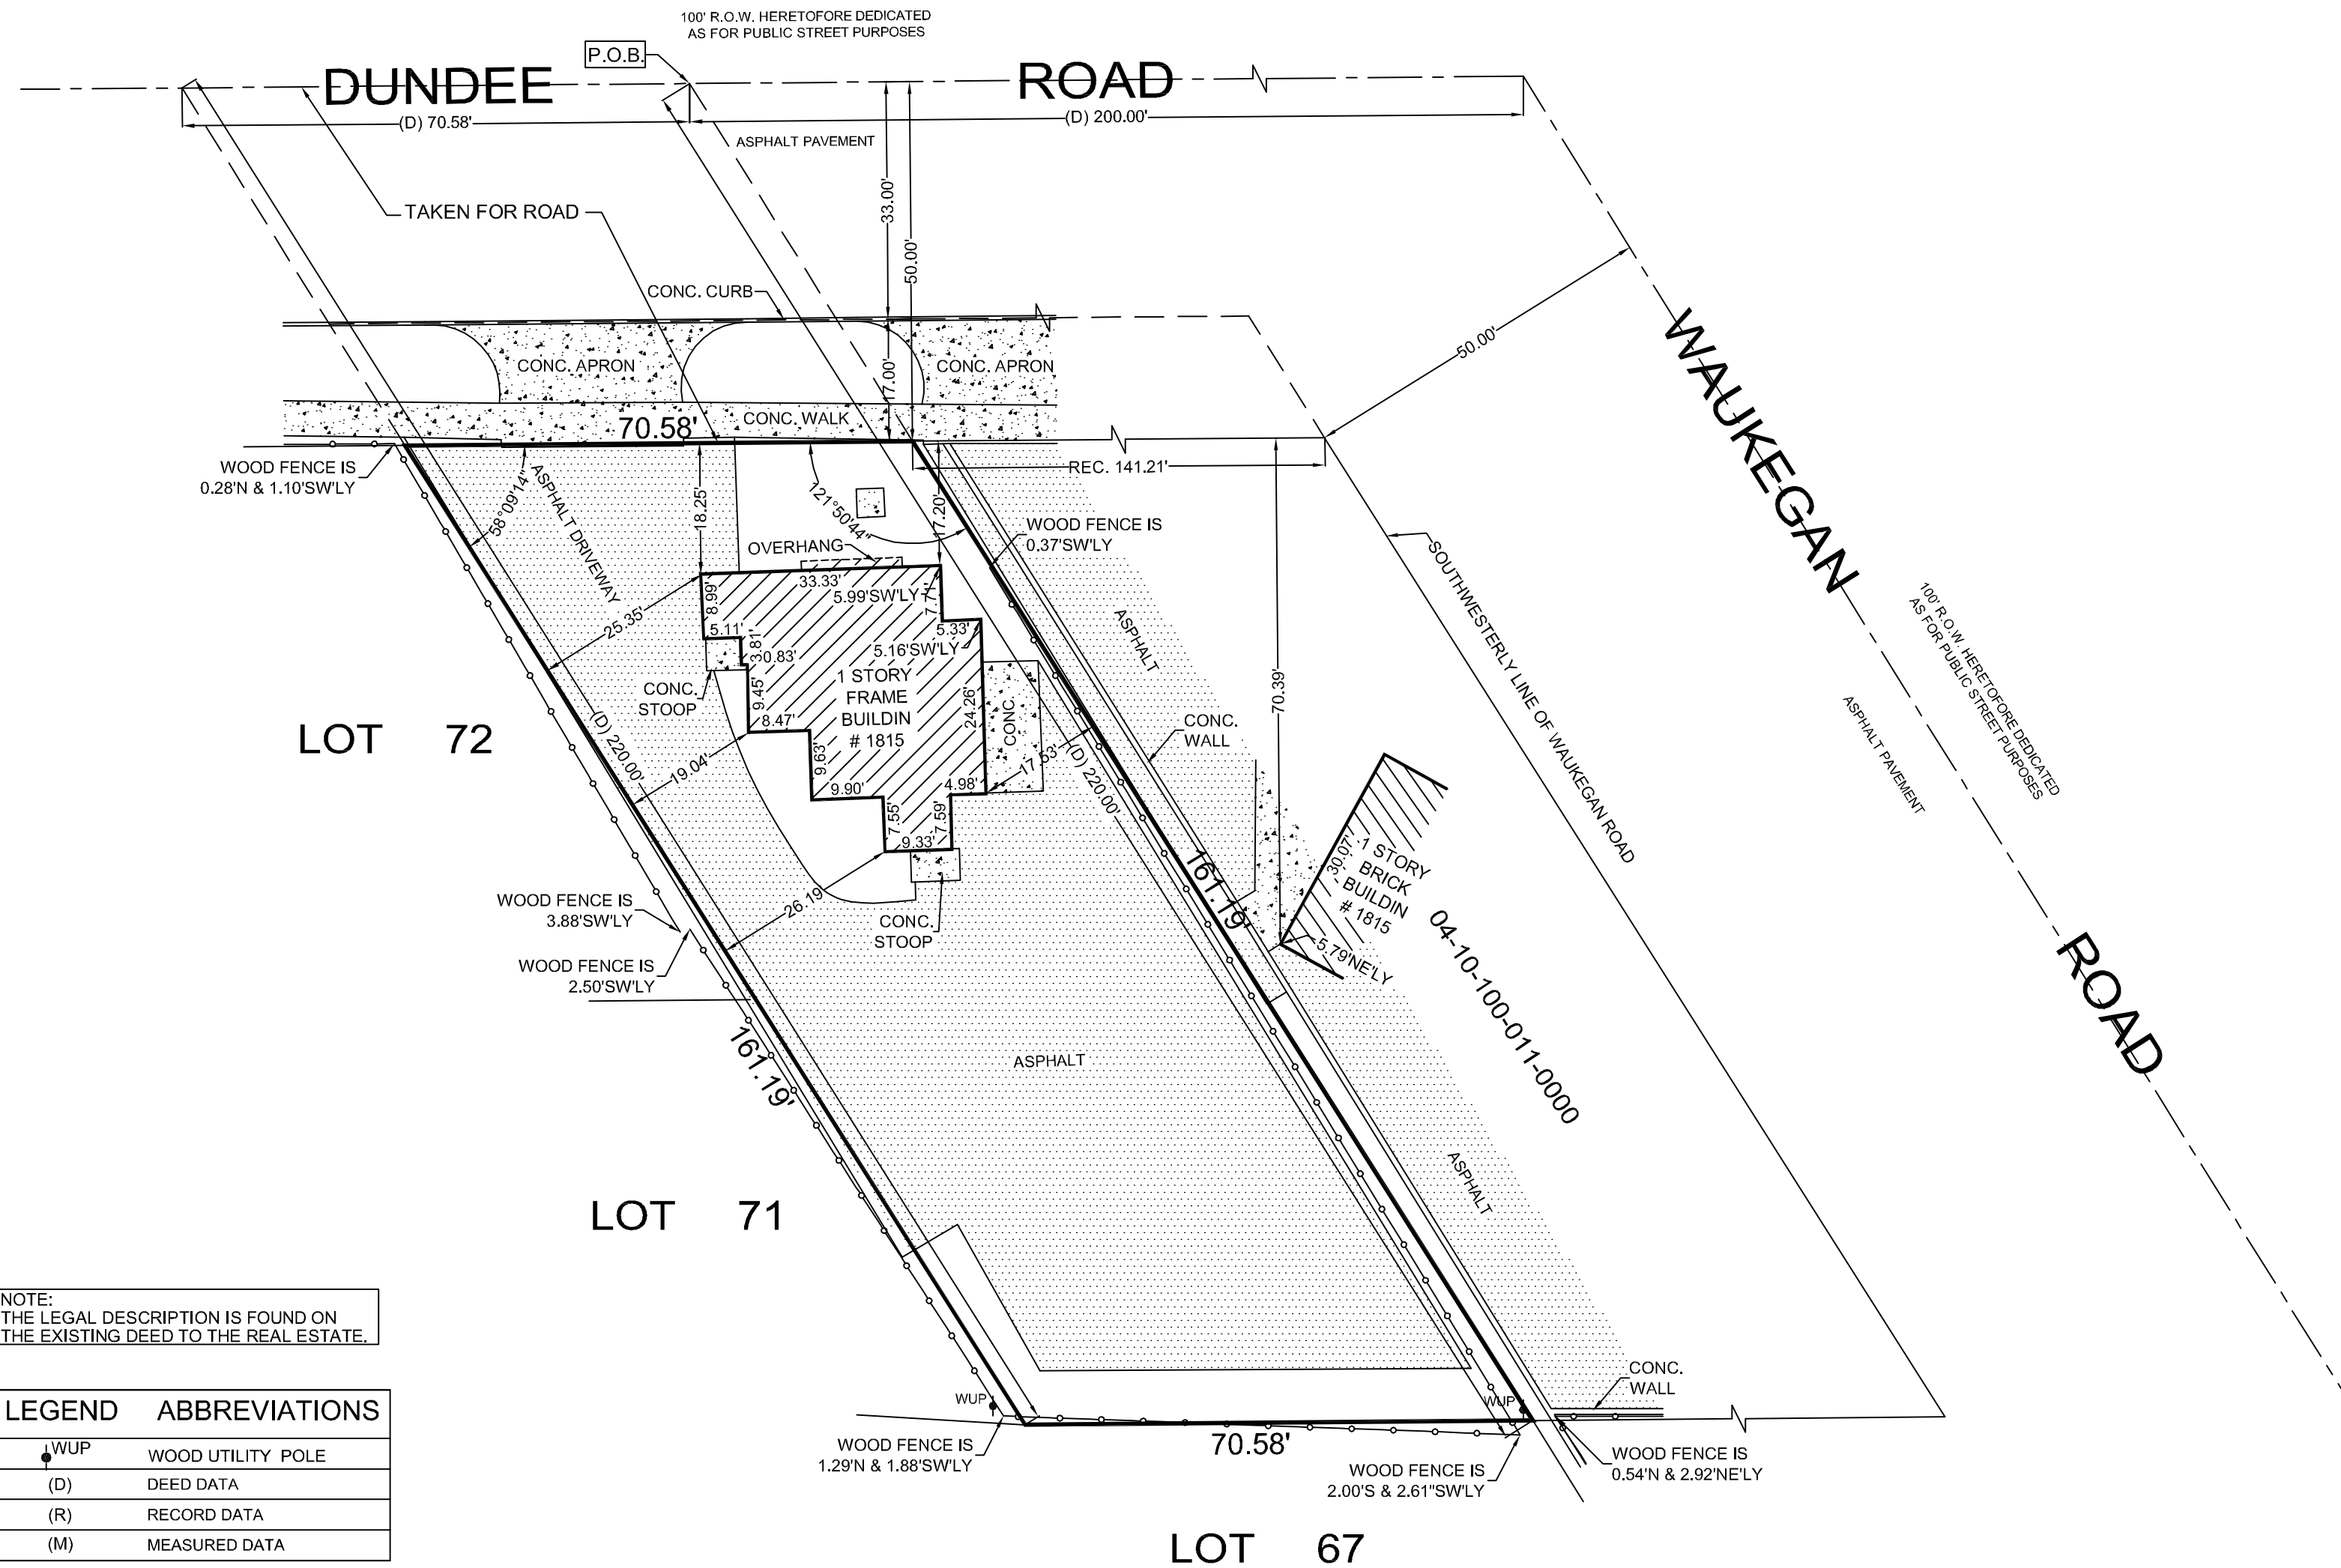 100' R.O.W. HERETOFORE DEDICATED
AS FOR PUBLIC STREET PURPOSES
P.O.B.
DUNDEE ROAD
(D) 70.58'
(D) 200.00'
ASPHALT PAVEMENT
TAKEN FOR ROAD
33.00'
50.00'
CONC. CURB
50.00'
CONC. APRON
17.00'
CONC. APRON
CONC. WALK
70.58'
REC. 141.21'
WOOD FENCE IS
0.28'N & 1.10'SW'LY
58°09'14"
ASPHALT DRIVEWAY
18.25'
121°50'44"
17.20'
WOOD FENCE IS
0.37'SW'LY
OVERHANG
33.33'
5.99'SW'LY
7.71'
8.99'
5.11'
3.81'
0.83'
5.33'
5.16'SW'LY
25.35'
ASPHALT
CONC.
STOOP
9.45'
8.47'
1 STORY
FRAME
BUILDIN
# 1815
24.26'
CONC.
70.39'
CONC.
WALL
LOT 72
(D) 220.00'
19.04'
9.63'
9.90'
4.98'
17.53'
(D) 220.00'
7.55'
7.59'
9.33'
26.19
CONC.
STOOP
161.19'
30.07'
1 STORY
BRICK
BUILDIN
# 1815
5.79'NE'LY
04-10-100-011-0000
SOUTHWESTERLY LINE OF WAUKEGAN ROAD
WAUKEGAN ROAD
100' R.O.W. HERETOFORE DEDICATED
AS FOR PUBLIC STREET PURPOSES
ASPHALT PAVEMENT
WOOD FENCE IS
3.88'SW'LY
WOOD FENCE IS
2.50'SW'LY
161.19'
ASPHALT
ASPHALT
LOT 71
NOTE:
THE LEGAL DESCRIPTION IS FOUND ON
THE EXISTING DEED TO THE REAL ESTATE.
LEGEND ABBREVIATIONS
WUP WOOD UTILITY POLE
(D) DEED DATA
(R) RECORD DATA
(M) MEASURED DATA
WUP
WUP
CONC.
WALL
WOOD FENCE IS
1.29'N & 1.88'SW'LY
70.58'
WOOD FENCE IS
2.00'S & 2.61"SW'LY
WOOD FENCE IS
0.54'N & 2.92'NE'LY
LOT 67